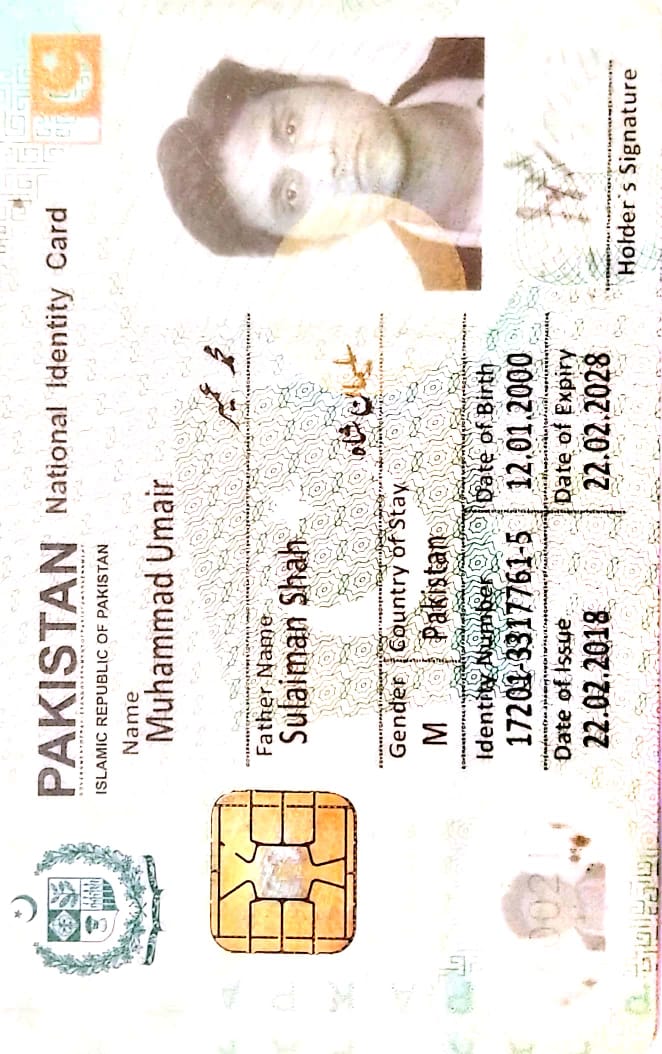 PAKISTAN National Identity Card
ISLAMIC REPUBLIC OF PAKISTAN
Name
Muhammad Umair
محمد عمیر
Father Name
Sulaiman Shah
سلیمان شاہ
Gender Country of Stay
M Pakistan
Identity Number Date of Birth
17201-3317761-5 12.01.2000
Date of Issue Date of Expiry
22.02.2018 22.02.2028
Holder's Signature